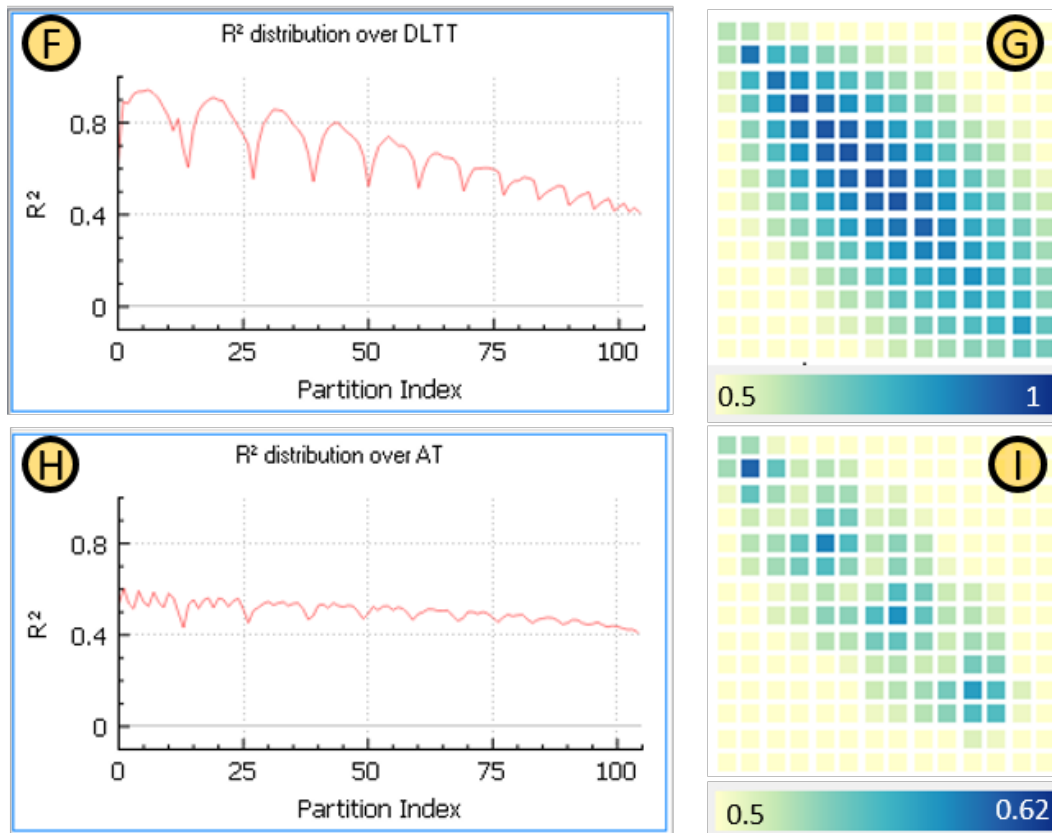 F
R² distribution over DLTT
0.8
0.4
0
R²
0 25 50 75 100
Partition Index
G
0.5 1
H
R² distribution over AT
0.8
0.4
0
R²
0 25 50 75 100
Partition Index
I
0.5 0.62